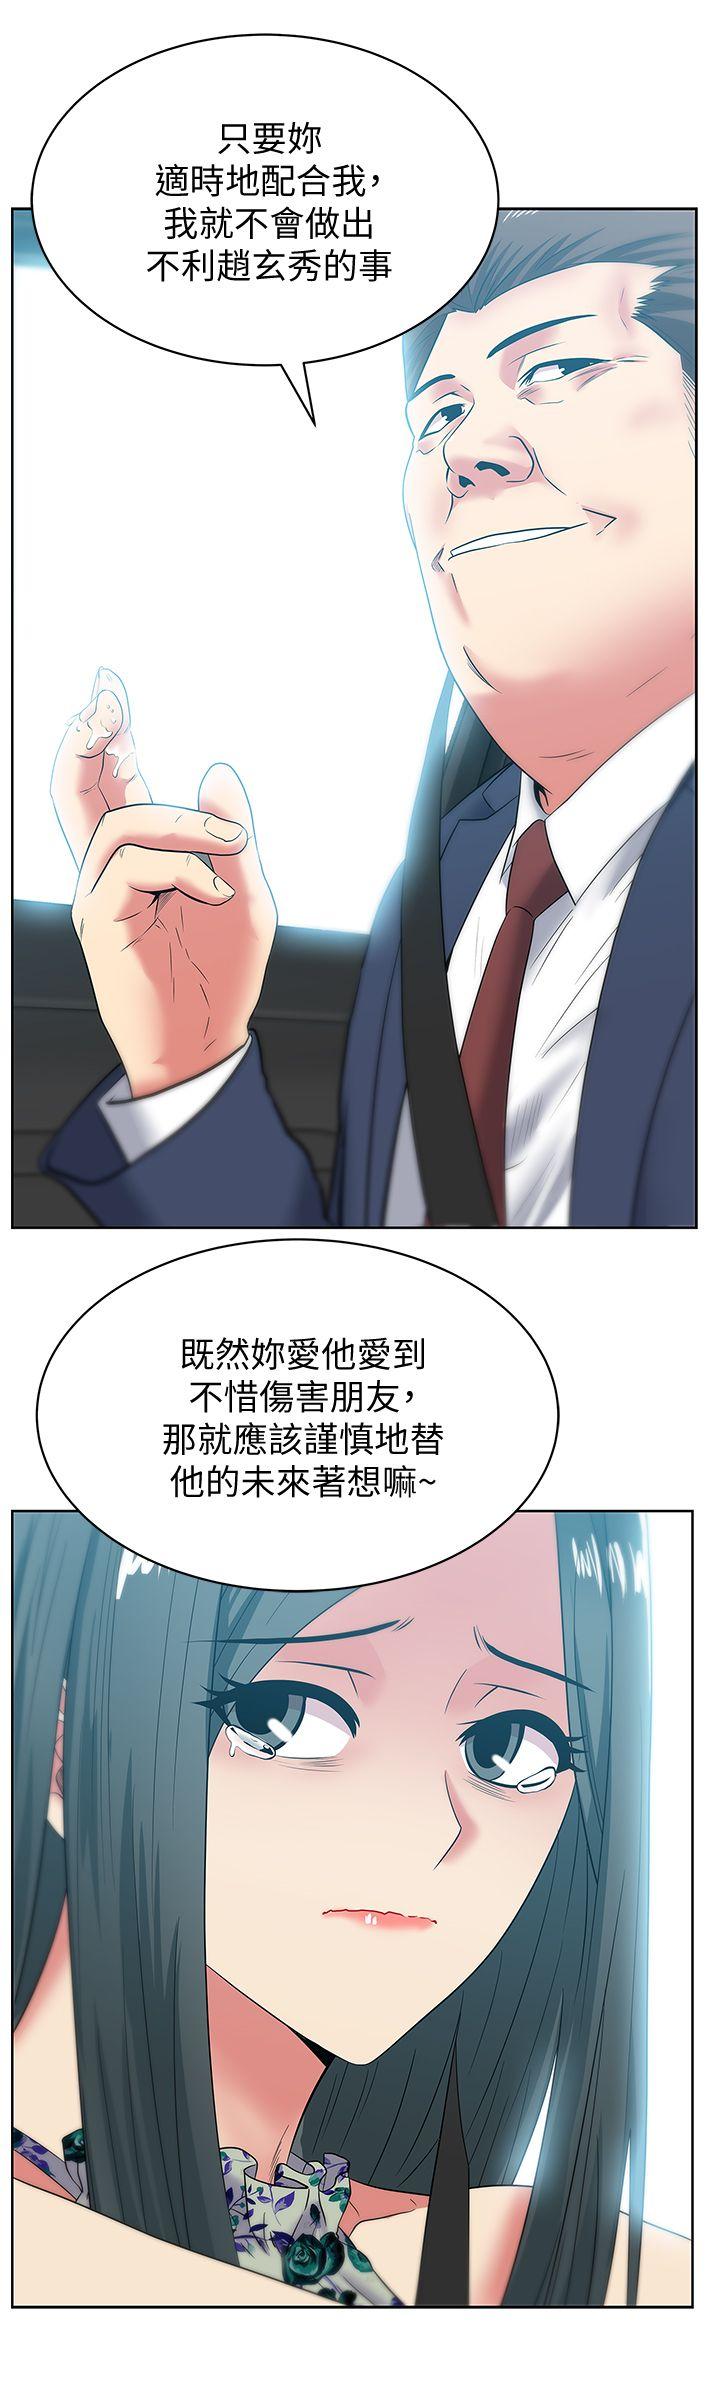 只要妳
適時地配合我，
我就不會做出
不利趙玄秀的事
既然妳愛他愛到
不惜傷害朋友，
那就應該謹慎地替
他的未來著想嘛~